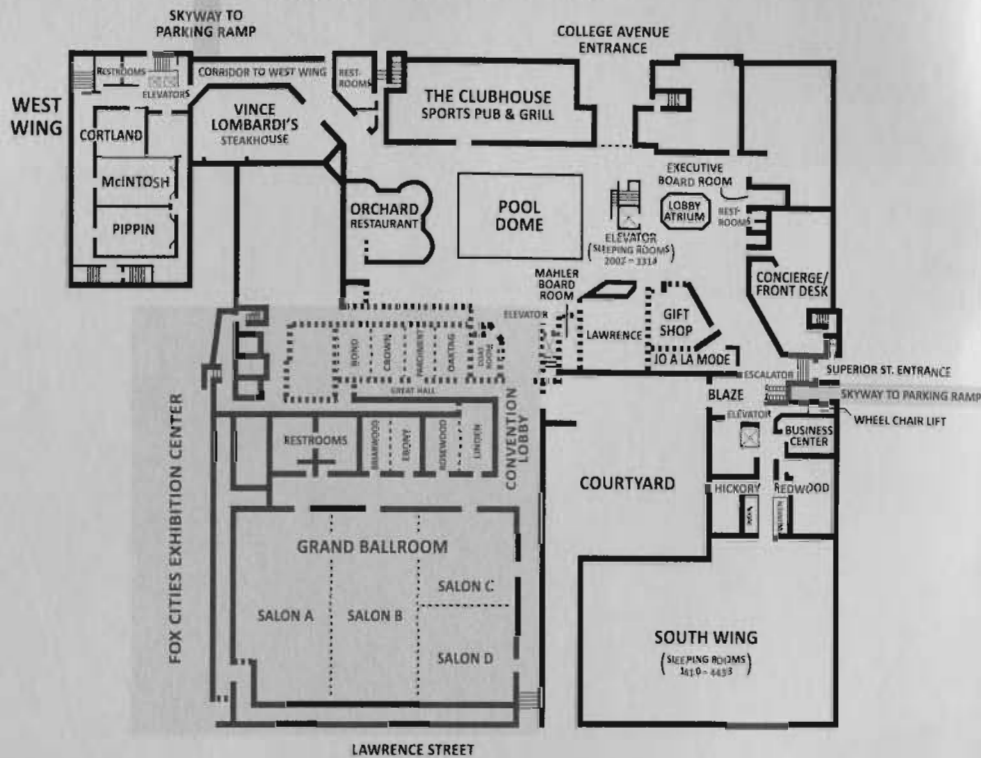 SKYWAY TO
PARKING RAMP
COLLEGE AVENUE
ENTRANCE
WEST
WING
RESTROOMS
ELEVATORS
CORRIDOR TO WEST WING
REST-
ROOMS
VINCE
LOMBARDI'S
STEAKHOUSE
THE CLUBHOUSE
SPORTS PUB & GRILL
CORTLAND
McINTOSH
PIPPIN
ORCHARD
RESTAURANT
POOL
DOME
EXECUTIVE
BOARD ROOM
LOBBY
ATRIUM
REST-
ROOMS
ELEVATOR
(SLEEPING ROOMS)
CONCIERGE/
FRONT DESK
MAHLER
BOARD
ROOM
ELEVATOR
LAWRENCE
GIFT
SHOP
JO A LA MODE
BOND
CROWN
PARCHMENT
OAKTAG
COAT
ROOM
GREAT HALL
ESCALATOR
SUPERIOR ST. ENTRANCE
SKYWAY TO PARKING RAMP
BLAZE
ELEVATOR
WHEEL CHAIR LIFT
BUSINESS
CENTER
FOX CITIES EXHIBITION CENTER
RESTROOMS
BRIARWOOD
EBONY
ROSEWOOD
LINDEN
CONVENTION
LOBBY
COURTYARD
HICKORY
REDWOOD
MEN
WOMEN
GRAND BALLROOM
SALON A
SALON B
SALON C
SALON D
SOUTH WING
(SLEEPING ROOMS)
LAWRENCE STREET